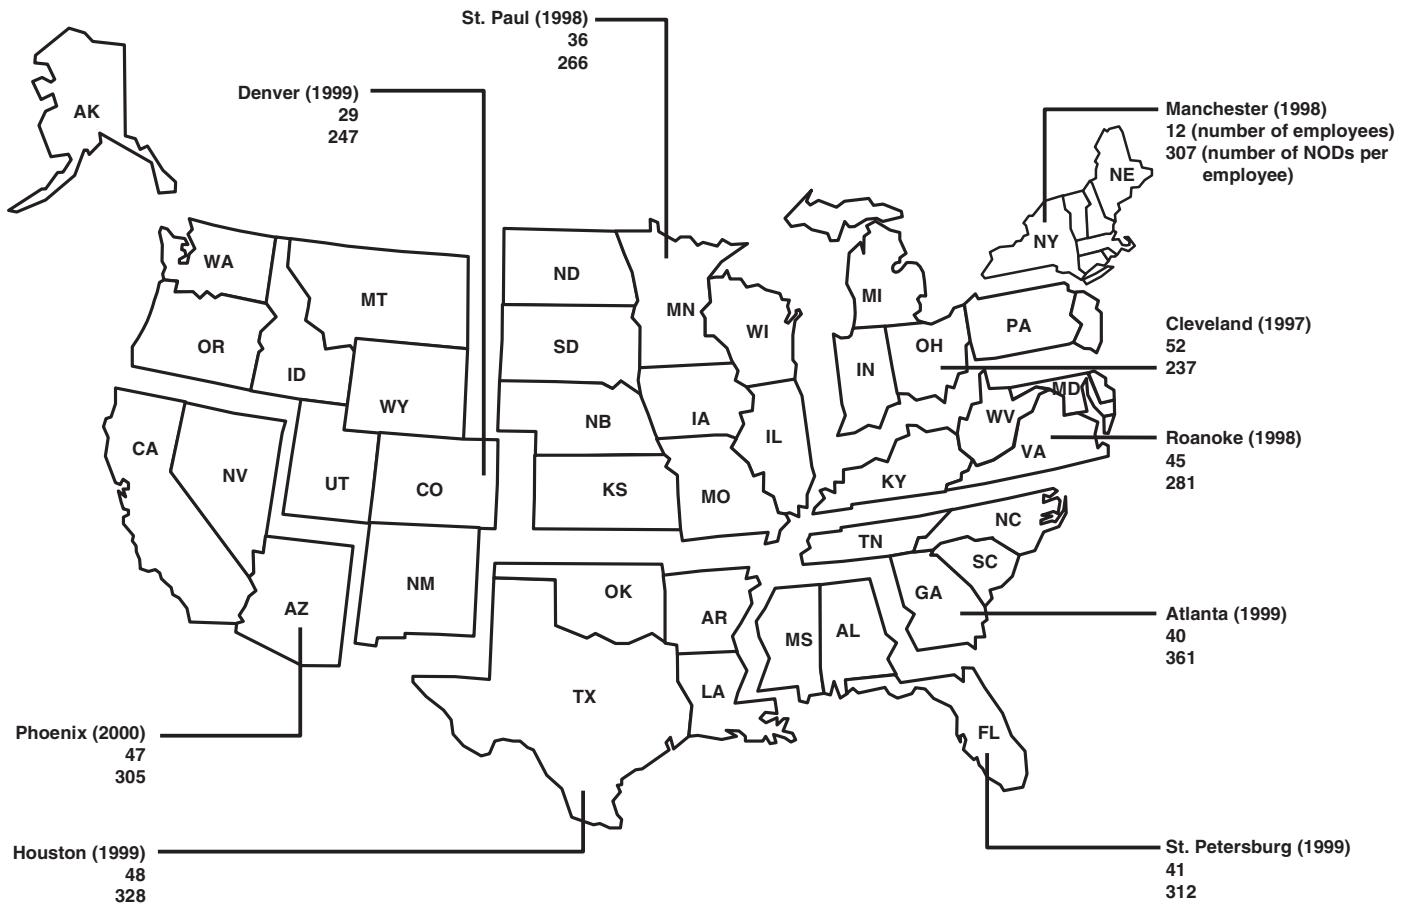 St. Paul (1998)
36
266
Denver (1999)
29
247
Manchester (1998)
12 (number of employees)
307 (number of NODs per
employee)
Cleveland (1997)
52
237
Roanoke (1998)
45
281
Atlanta (1999)
40
361
St. Petersburg (1999)
41
312
Phoenix (2000)
47
305
Houston (1999)
48
328
AK
WA
MT
ND
MN
MI
NY
NE
OR
ID
WY
SD
WI
IN
OH
PA
MD
CA
NV
UT
CO
NB
KS
IA
MO
IL
KY
WV
VA
AZ
NM
OK
AR
TN
NC
SC
GA
TX
LA
MS
AL
FL